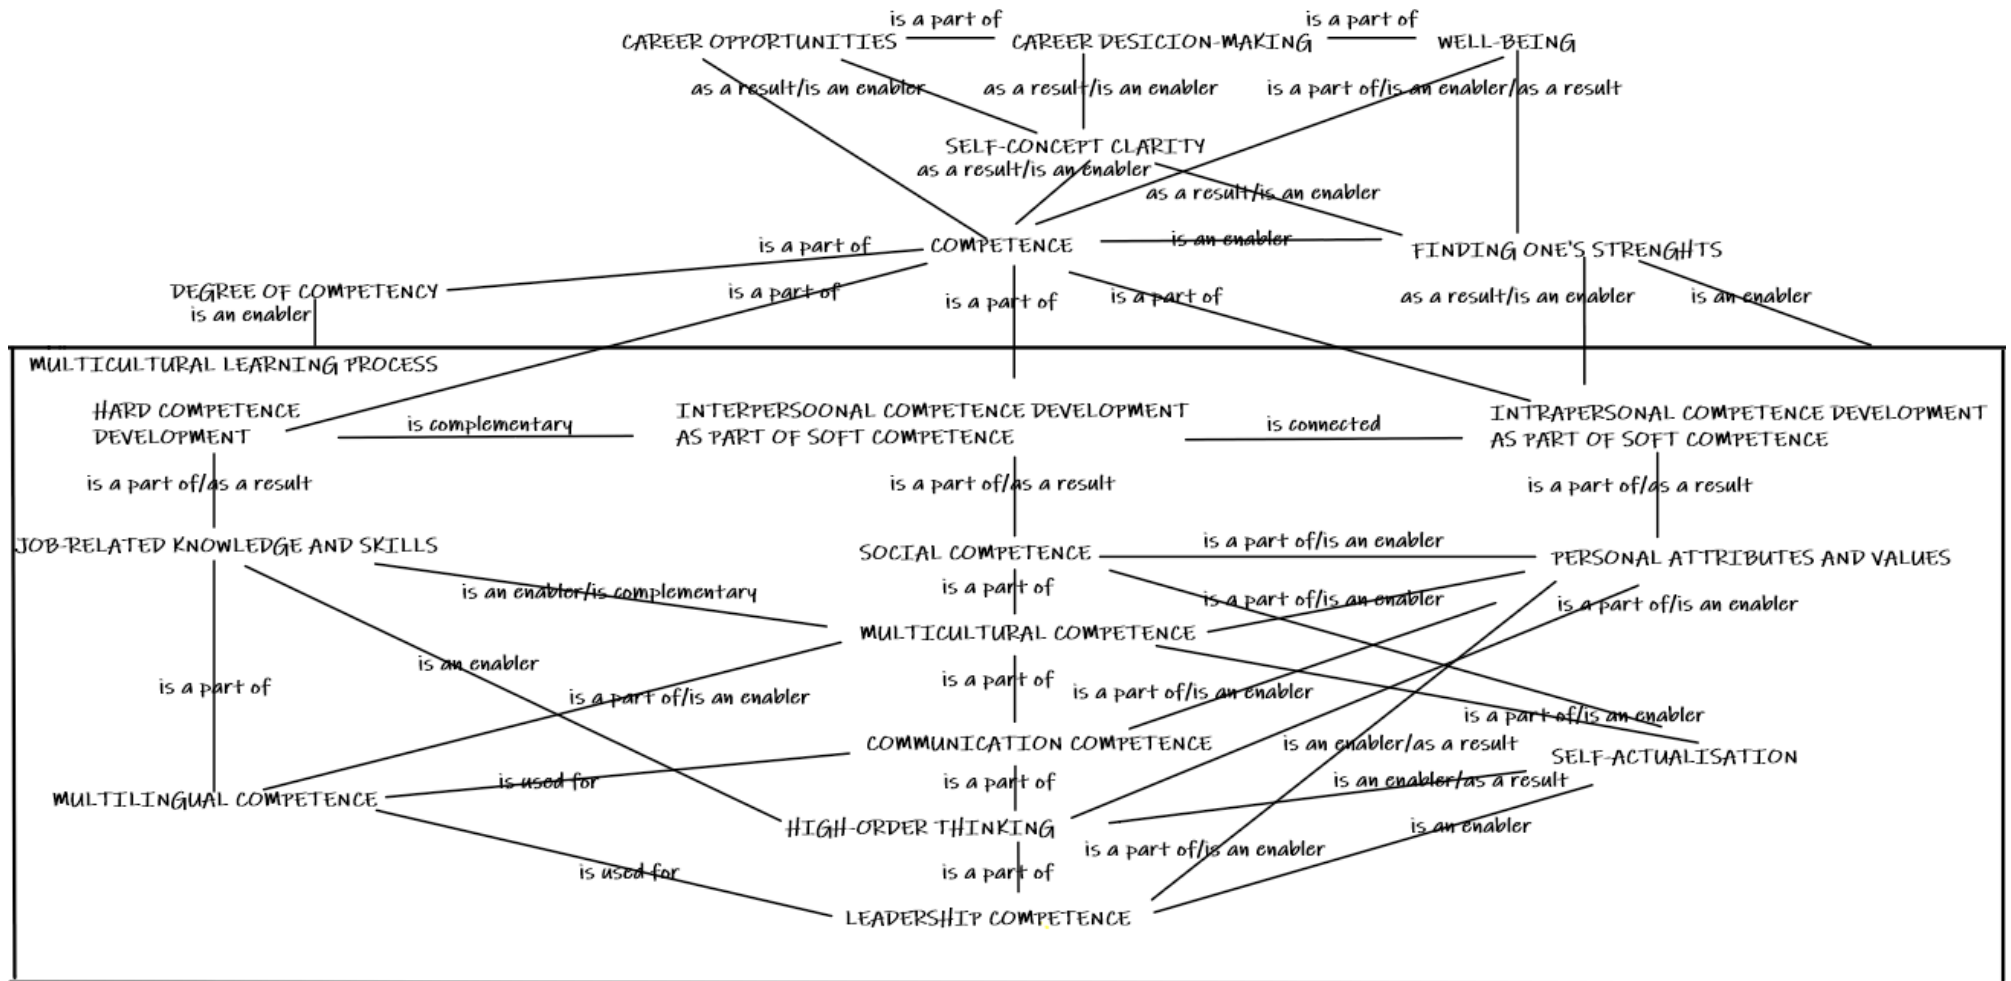 is a part of
is a part of
CAREER OPPORTUNITIES
CAREER DESICION-MAKING
WELL-BEING
as a result/is an enabler
as a result/is an enabler
is a part of/is an enabler/as a result
SELF-CONCEPT CLARITY
as a result/is an enabler
as a result/is an enabler
is a part of
COMPETENCE
is an enabler
FINDING ONE'S STRENGHTS
DEGREE OF COMPETENCY
is a part of
is a part of
is a part of
as a result/is an enabler
is an enabler
is an enabler
MULTICULTURAL LEARNING PROCESS
HARD COMPETENCE
DEVELOPMENT
is complementary
INTERPERSOONAL COMPETENCE DEVELOPMENT
AS PART OF SOFT COMPETENCE
is connected
INTRAPERSONAL COMPETENCE DEVELOPMENT
AS PART OF SOFT COMPETENCE
is a part of/as a result
is a part of/as a result
is a part of/as a result
JOB-RELATED KNOWLEDGE AND SKILLS
SOCIAL COMPETENCE
is a part of/is an enabler
PERSONAL ATTRIBUTES AND VALUES
is an enabler/is complementary
is a part of
is a part of/is an enabler
is a part of/is an enabler
MULTICULTURAL COMPETENCE
is an enabler
is a part of
is a part of/is an enabler
is a part of
is a part of/is an enabler
is a part of/is an enabler
COMMUNICATION COMPETENCE
is an enabler/as a result
SELF-ACTUALISATION
is used for
is a part of
is an enabler/as a result
MULTILINGUAL COMPETENCE
HIGH-ORDER THINKING
is an enabler
is a part of/is an enabler
is used for
is a part of
LEADERSHIP COMPETENCE